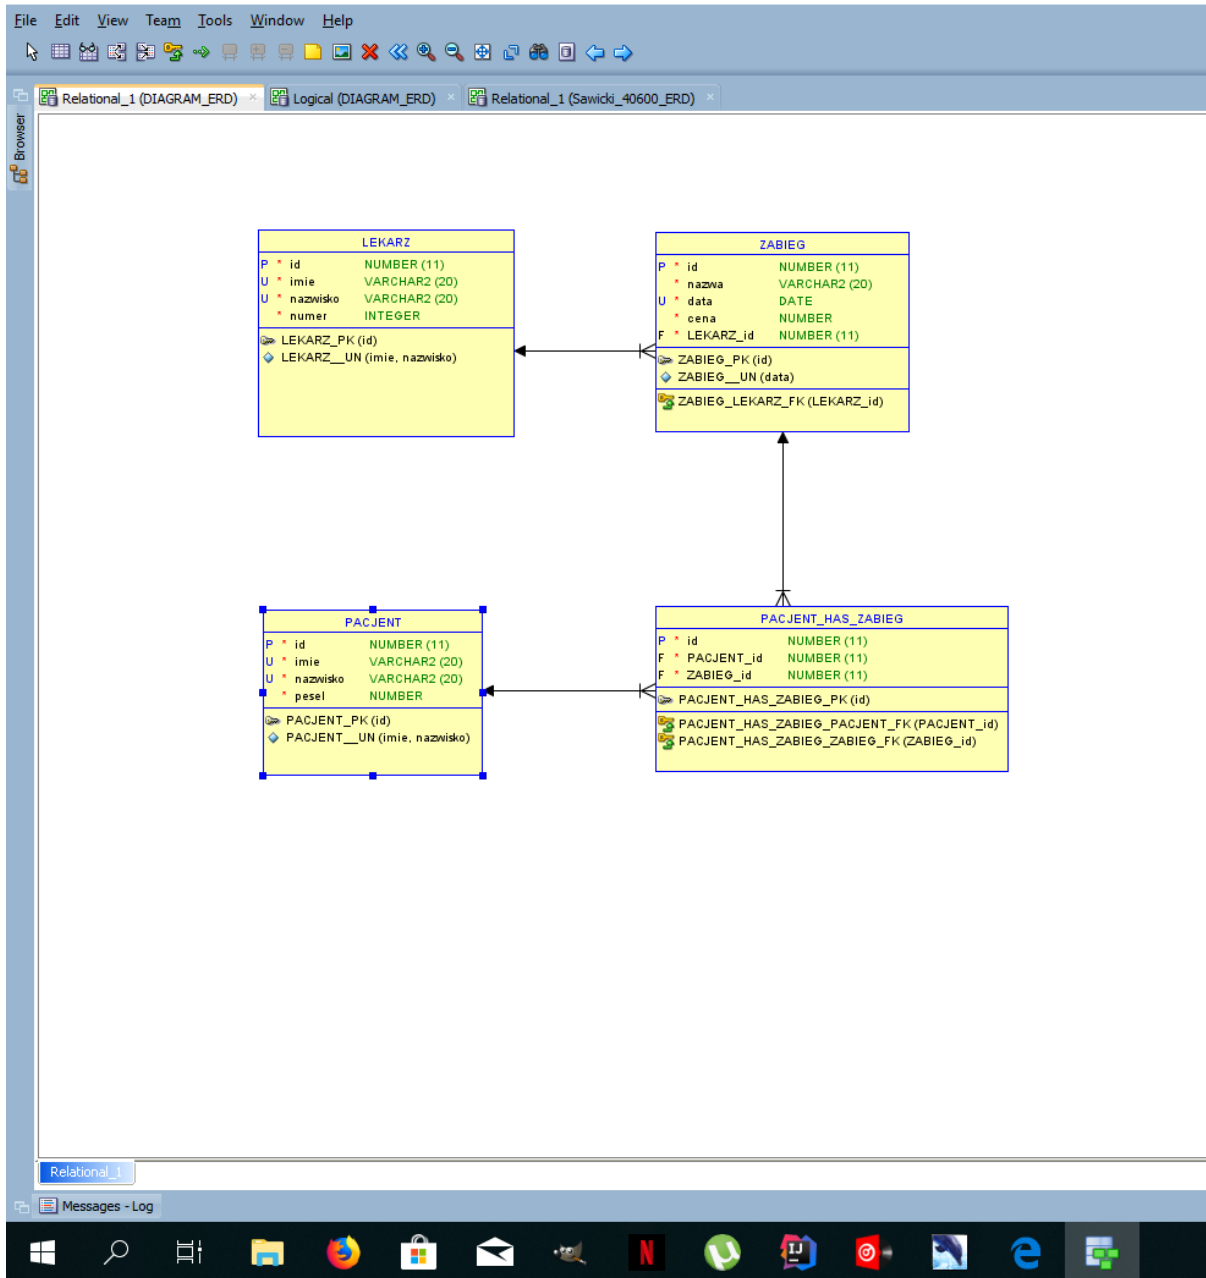 File Edit View Team Tools Window Help
Relational_1 (DIAGRAM_ERD) × Logical (DIAGRAM_ERD) × Relational_1 (Sawicki_40600_ERD) ×
Browser
LEKARZ
P * id NUMBER (11)
U * imie VARCHAR2 (20)
U * nazwisko VARCHAR2 (20)
* numer INTEGER
LEKARZ_PK (id)
LEKARZ__UN (imie, nazwisko)
ZABIEG
P * id NUMBER (11)
* nazwa VARCHAR2 (20)
U * data DATE
* cena NUMBER
F * LEKARZ_id NUMBER (11)
ZABIEG_PK (id)
ZABIEG__UN (data)
ZABIEG_LEKARZ_FK (LEKARZ_id)
PACJENT
P * id NUMBER (11)
U * imie VARCHAR2 (20)
U * nazwisko VARCHAR2 (20)
* pesel NUMBER
PACJENT_PK (id)
PACJENT__UN (imie, nazwisko)
PACJENT_HAS_ZABIEG
P * id NUMBER (11)
F * PACJENT_id NUMBER (11)
F * ZABIEG_id NUMBER (11)
PACJENT_HAS_ZABIEG_PK (id)
PACJENT_HAS_ZABIEG_PACJENT_FK (PACJENT_id)
PACJENT_HAS_ZABIEG_ZABIEG_FK (ZABIEG_id)
Relational_1
Messages - Log
N
IJ